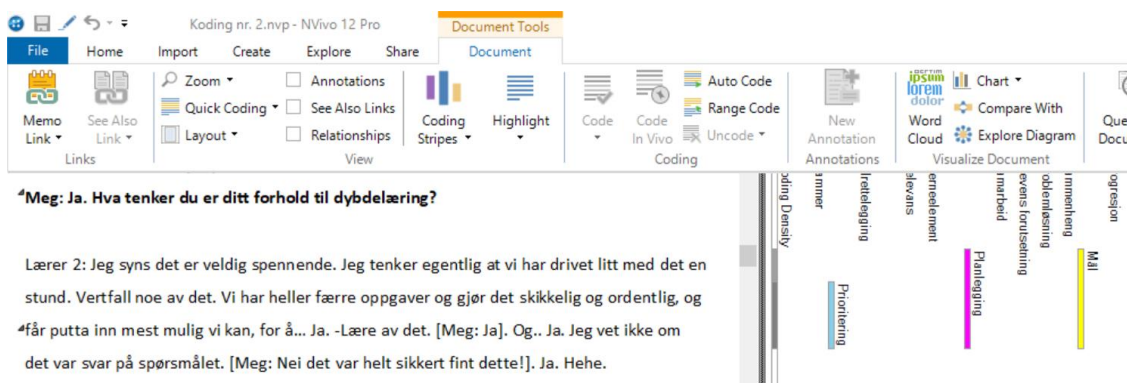 Koding nr. 2.nvp - NVivo 12 Pro
Document Tools
File Home Import Create Explore Share Document
Memo Link
See Also Link
Links
Zoom
Quick Coding
Layout
Annotations
See Also Links
Relationships
Coding Stripes
Highlight
View
Code
Code In Vivo
Auto Code
Range Code
Uncode
Coding
New Annotation
Annotations
Word Cloud
Chart
Compare With
Explore Diagram
Visualize Document
Meg: Ja. Hva tenker du er ditt forhold til dybdelæring?
Lærer 2: Jeg syns det er veldig spennende. Jeg tenker egentlig at vi har drivet litt med det en
stund. Vertfall noe av det. Vi har heller færre oppgaver og gjør det skikkelig og ordentlig, og
får putta inn mest mulig vi kan, for å... Ja. -Lære av det. [Meg: Ja]. Og.. Ja. Jeg vet ikke om
det var svar på spørsmålet. [Meg: Nei det var helt sikkert fint dette!]. Ja. Hehe.
oding Density
Prioritering
Planlegging
Mål